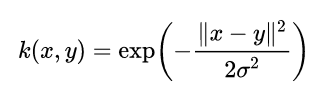 k(x, y) = exp(−‖x − y‖² / 2σ²)